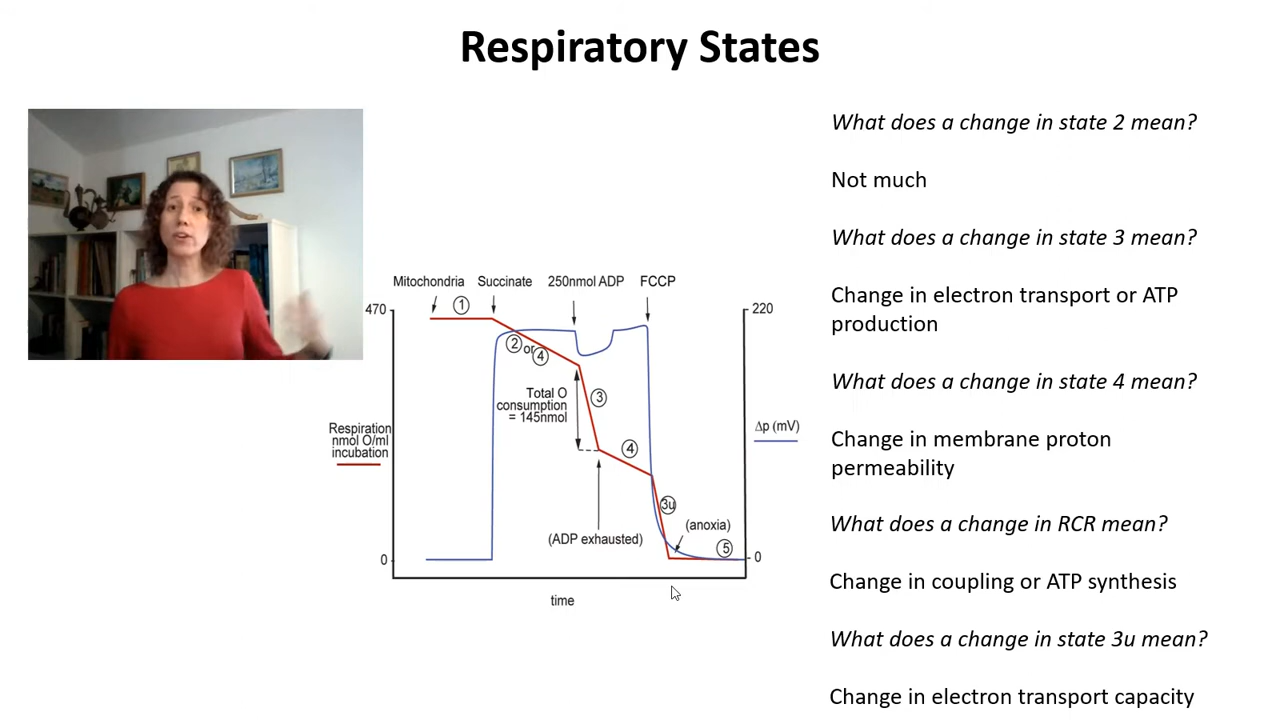 Respiratory States
What does a change in state 2 mean?
Not much
What does a change in state 3 mean?
Change in electron transport or ATP
production
What does a change in state 4 mean?
Change in membrane proton
permeability
What does a change in RCR mean?
Change in coupling or ATP synthesis
What does a change in state 3u mean?
Change in electron transport capacity
Mitochondria
Succinate
250nmol ADP
FCCP
470
1
220
2 or 4
3
Total O
consumption
= 145nmol
4
Respiration
nmol O/ml
incubation
Δp (mV)
3u
(anoxia)
(ADP exhausted)
5
0
0
time